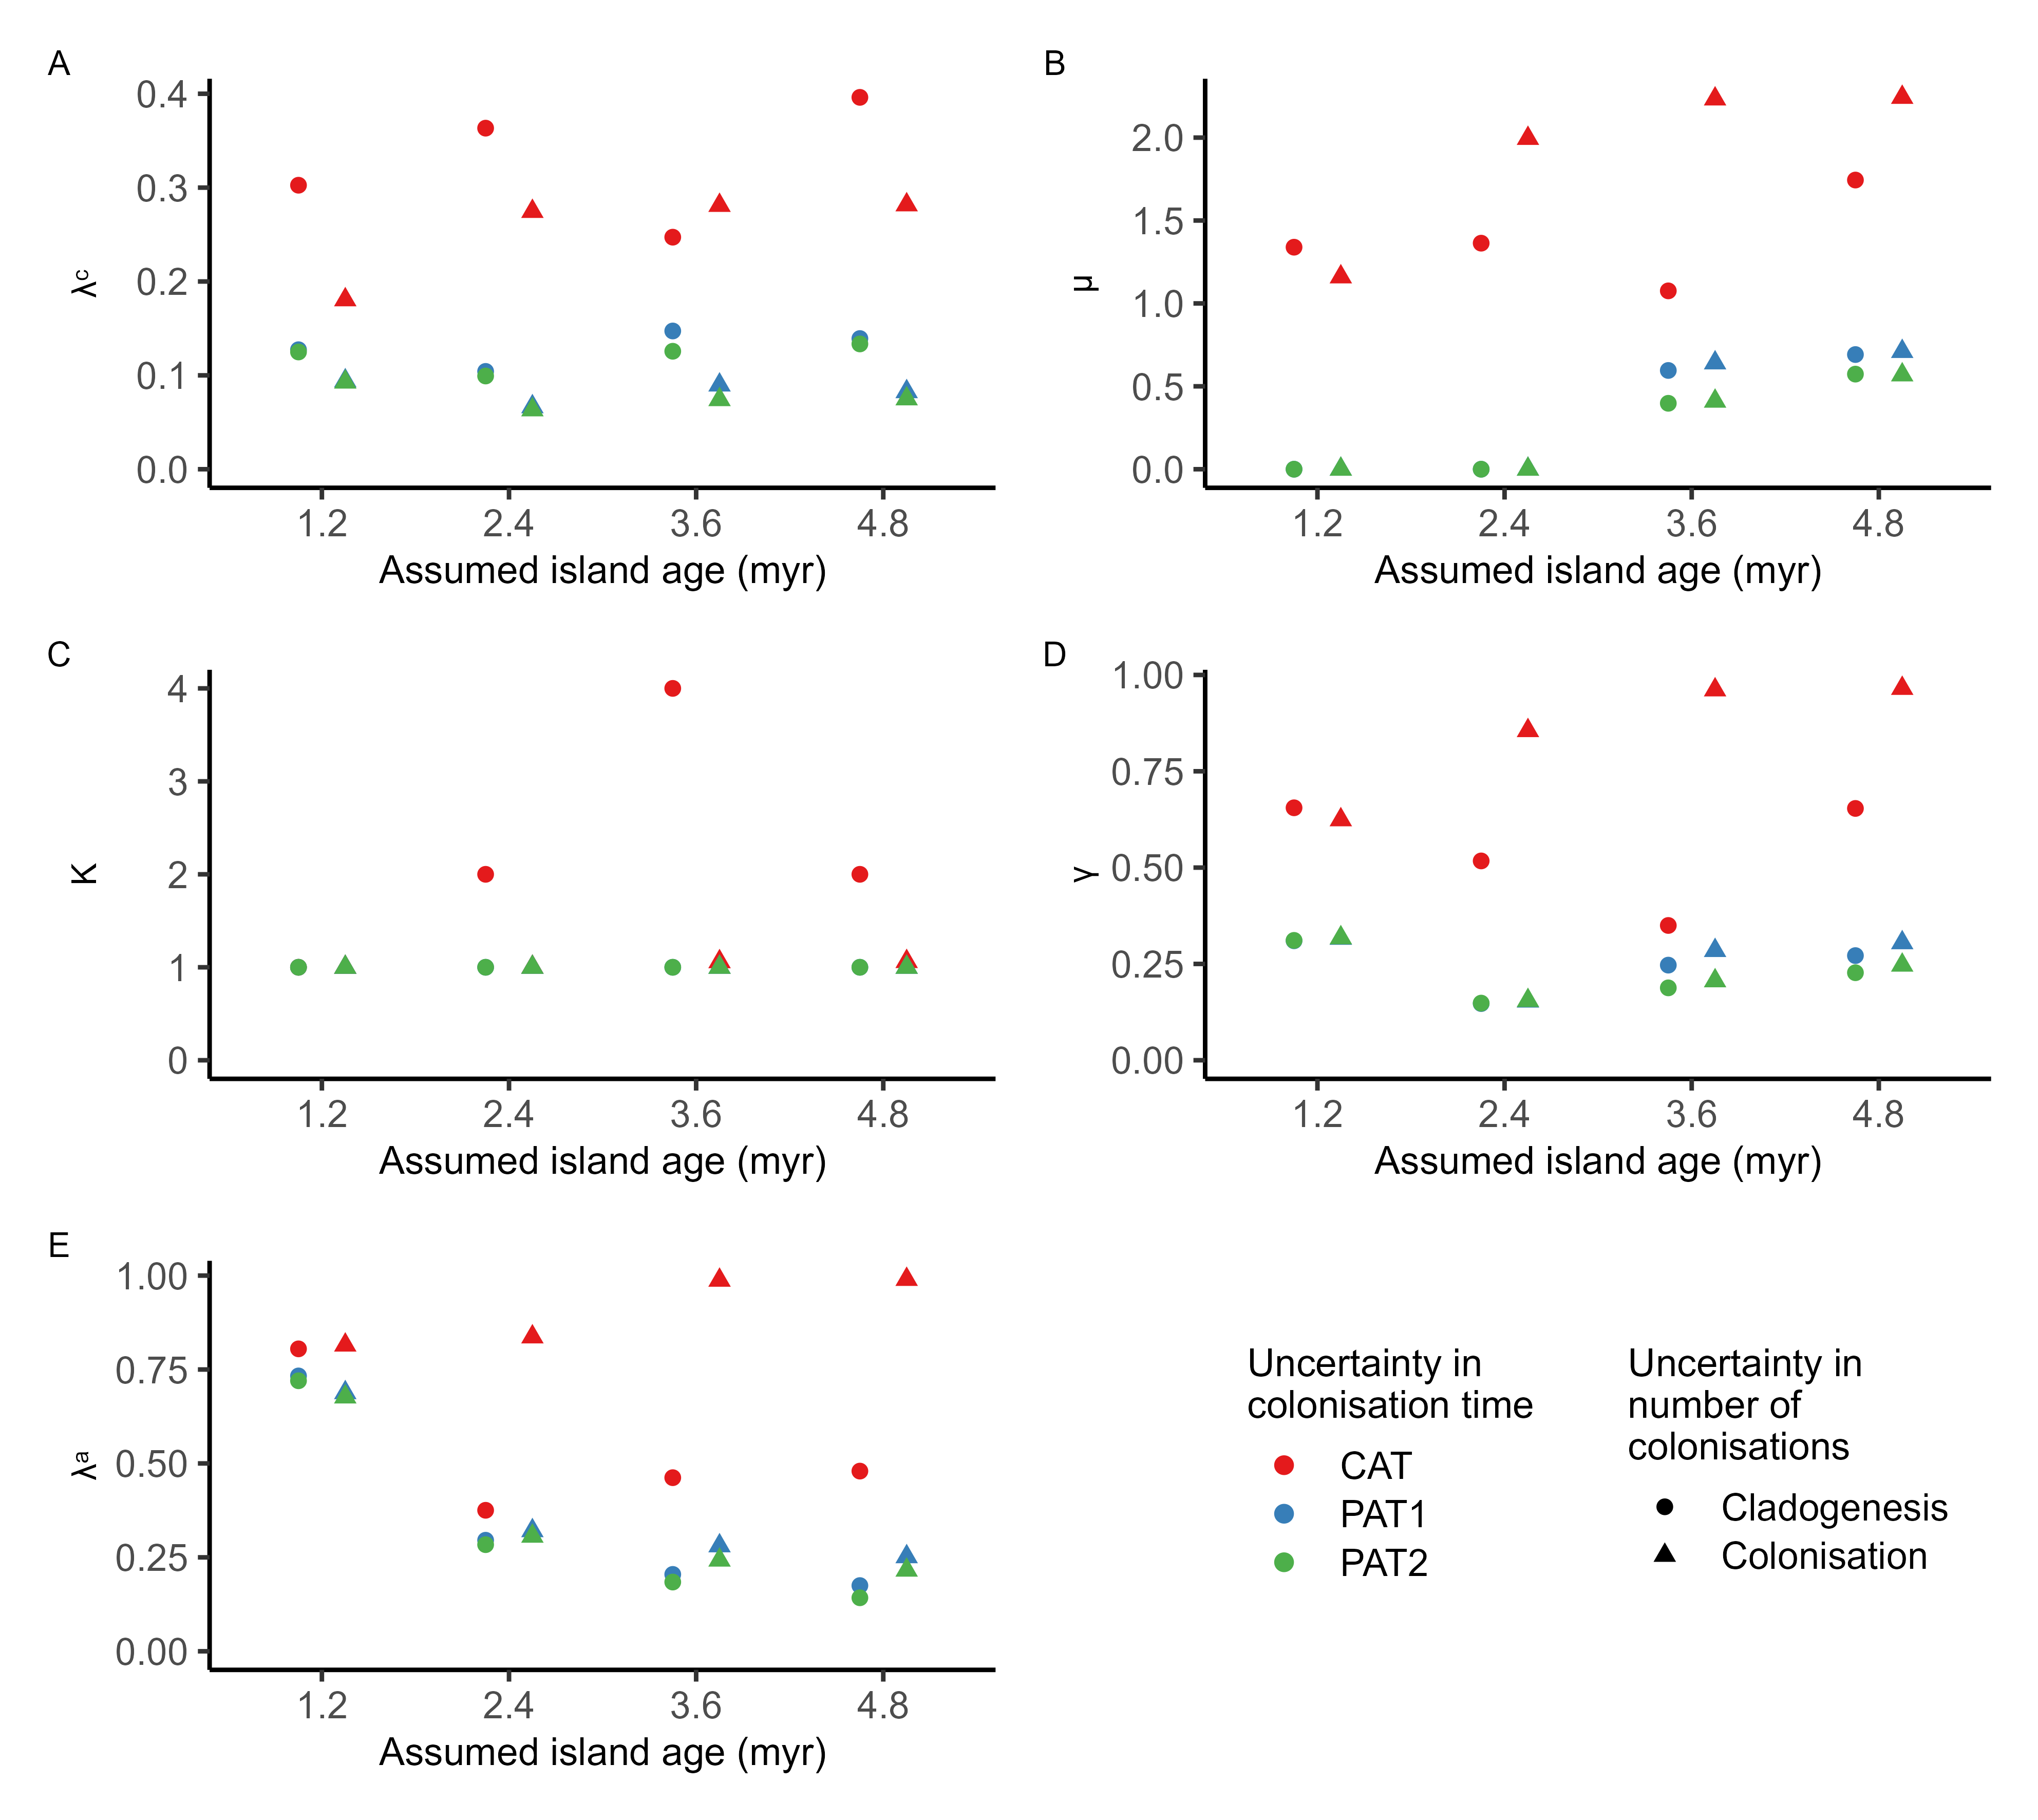 A
0.4
0.3
0.2
0.1
0.0
λc
1.2 2.4 3.6 4.8
Assumed island age (myr)
B
2.0
1.5
1.0
0.5
0.0
μ
1.2 2.4 3.6 4.8
Assumed island age (myr)
C
4
3
2
1
0
K
1.2 2.4 3.6 4.8
Assumed island age (myr)
D
1.00
0.75
0.50
0.25
0.00
γ
1.2 2.4 3.6 4.8
Assumed island age (myr)
E
1.00
0.75
0.50
0.25
0.00
λa
1.2 2.4 3.6 4.8
Assumed island age (myr)
Uncertainty in
colonisation time
CAT
PAT1
PAT2
Uncertainty in
number of
colonisations
Cladogenesis
Colonisation